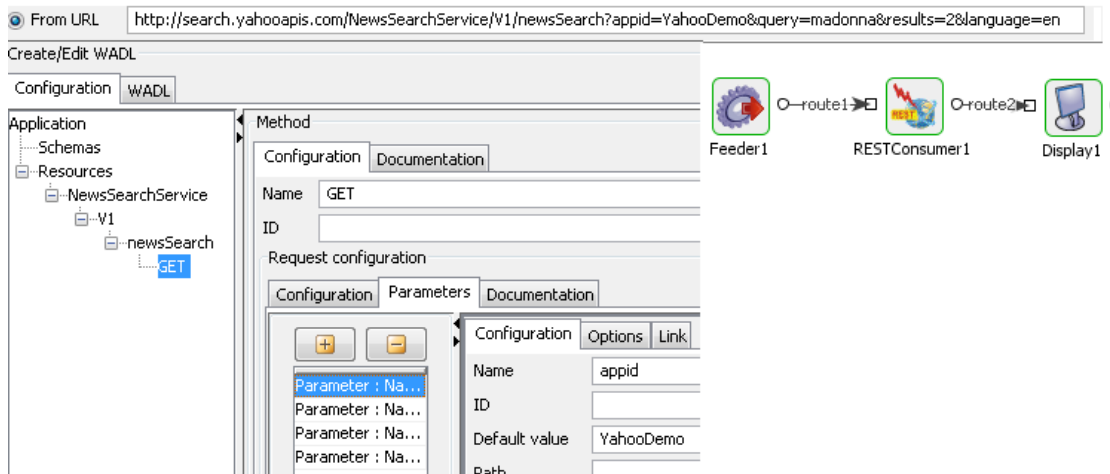 From URL http://search.yahooapis.com/NewsSearchService/V1/newsSearch?appid=YahooDemo&query=madonna&results=2&language=en
Create/Edit WADL
Configuration WADL
Application
Schemas
Resources
NewsSearchService
V1
newsSearch
GET
Method
Configuration Documentation
Name GET
ID
Request configuration
Configuration Parameters Documentation
Parameter : Na...
Parameter : Na...
Parameter : Na...
Parameter : Na...
Configuration Options Link
Name appid
ID
Default value YahooDemo
Path
route1 route2
REST
Feeder1 RESTConsumer1 Display1